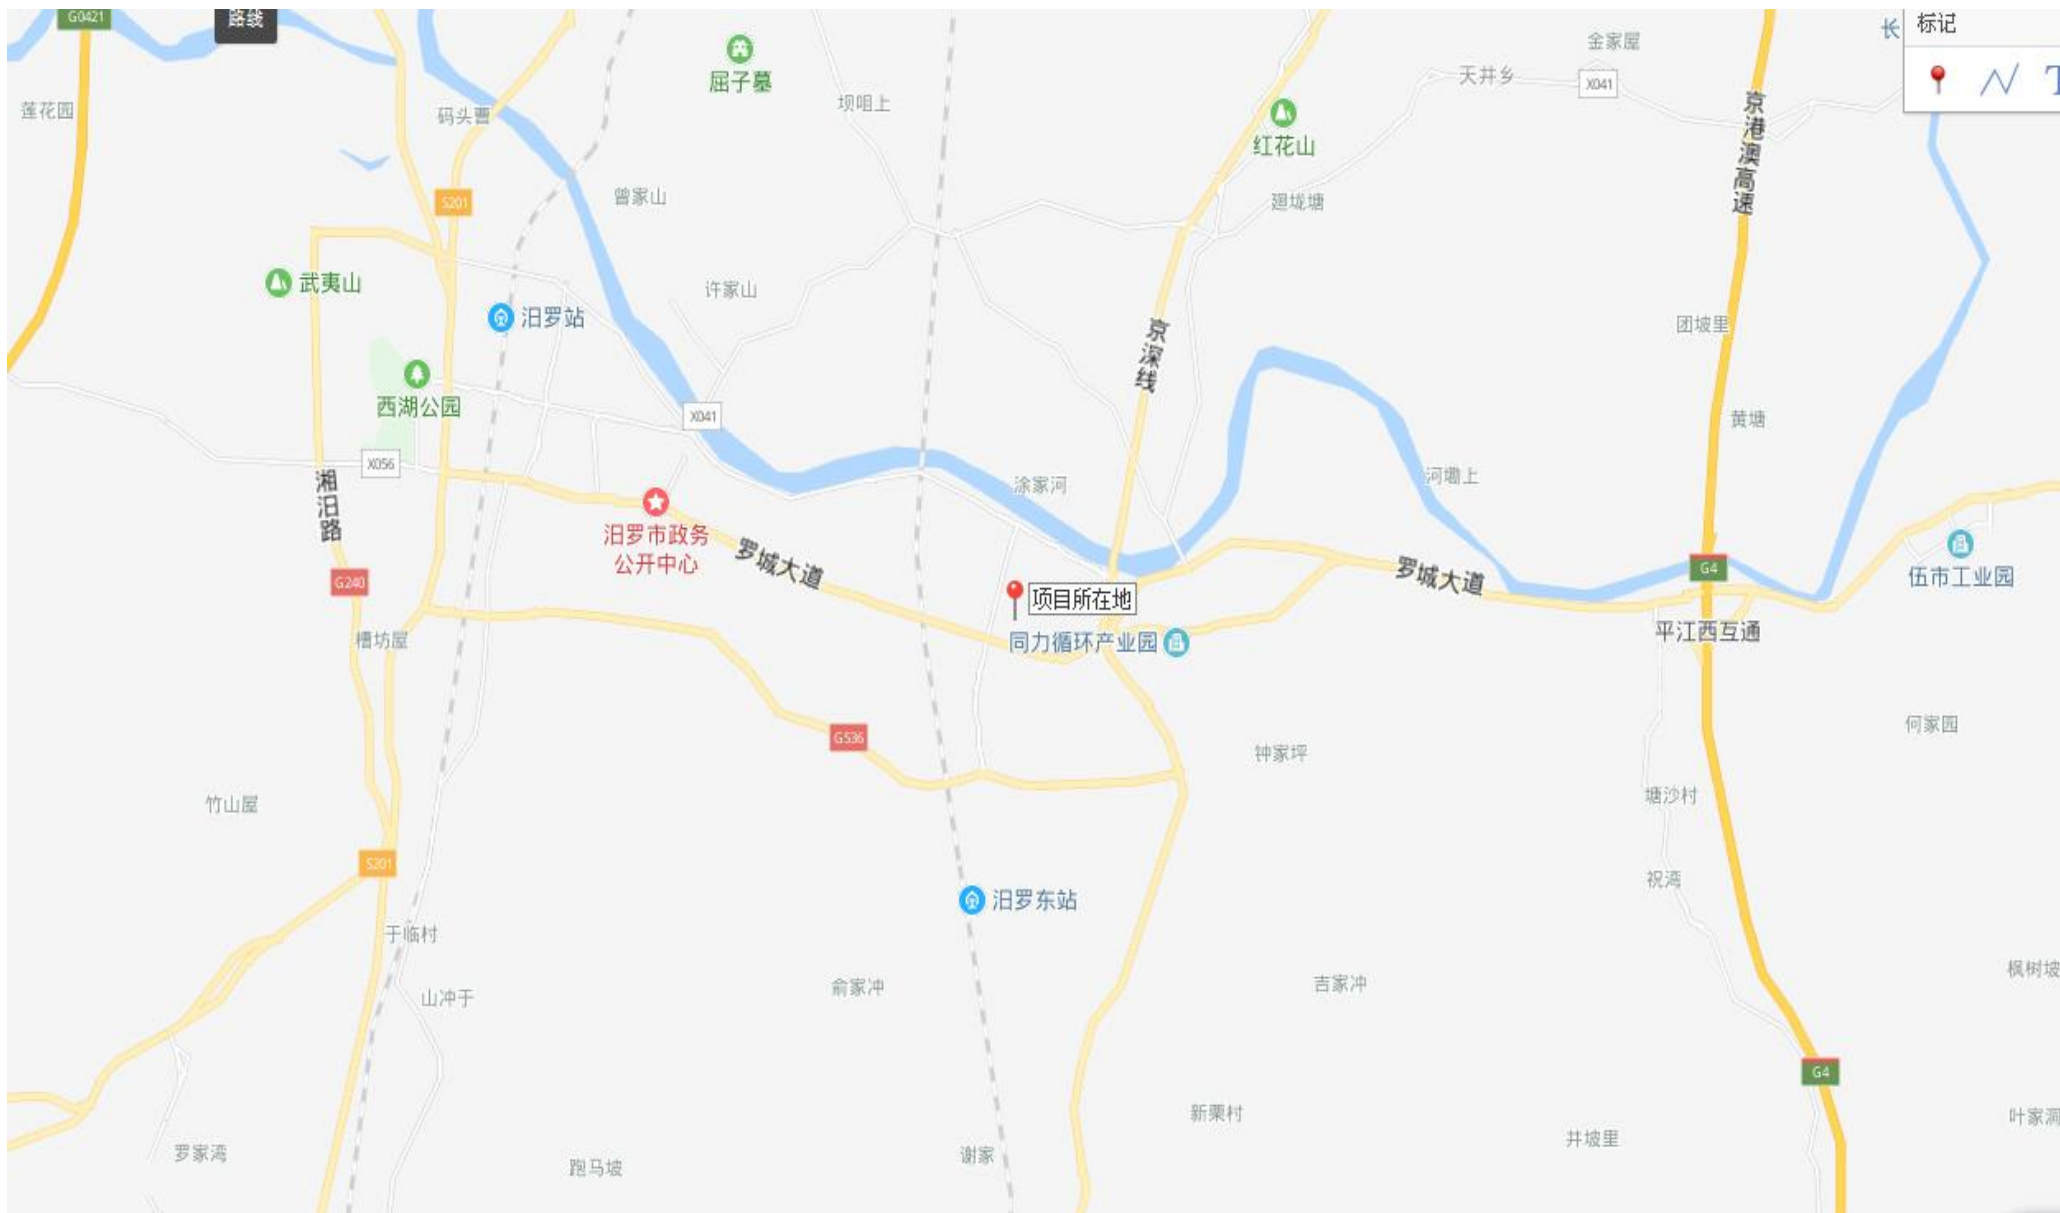 G0421
路线
长
标记
金家屋
天井乡
X041
屈子墓
坝咀上
莲花园
码头曹
红花山
京港澳高速
S201
曾家山
廻垅塘
武夷山
许家山
汨罗站
团坡里
京深线
西湖公园
X041
黄塘
X056
湘汨路
涂家河
河墈上
汨罗市政务
公开中心
罗城大道
罗城大道
G4
伍市工业园
G240
项目所在地
槽坊屋
同力循环产业园
平江西互通
G536
何家园
钟家坪
竹山屋
塘沙村
S201
祝湾
汨罗东站
于临村
山冲于
俞家冲
吉家冲
枫树坡
G4
新栗村
井坡里
叶家洞
罗家湾
跑马坡
谢家